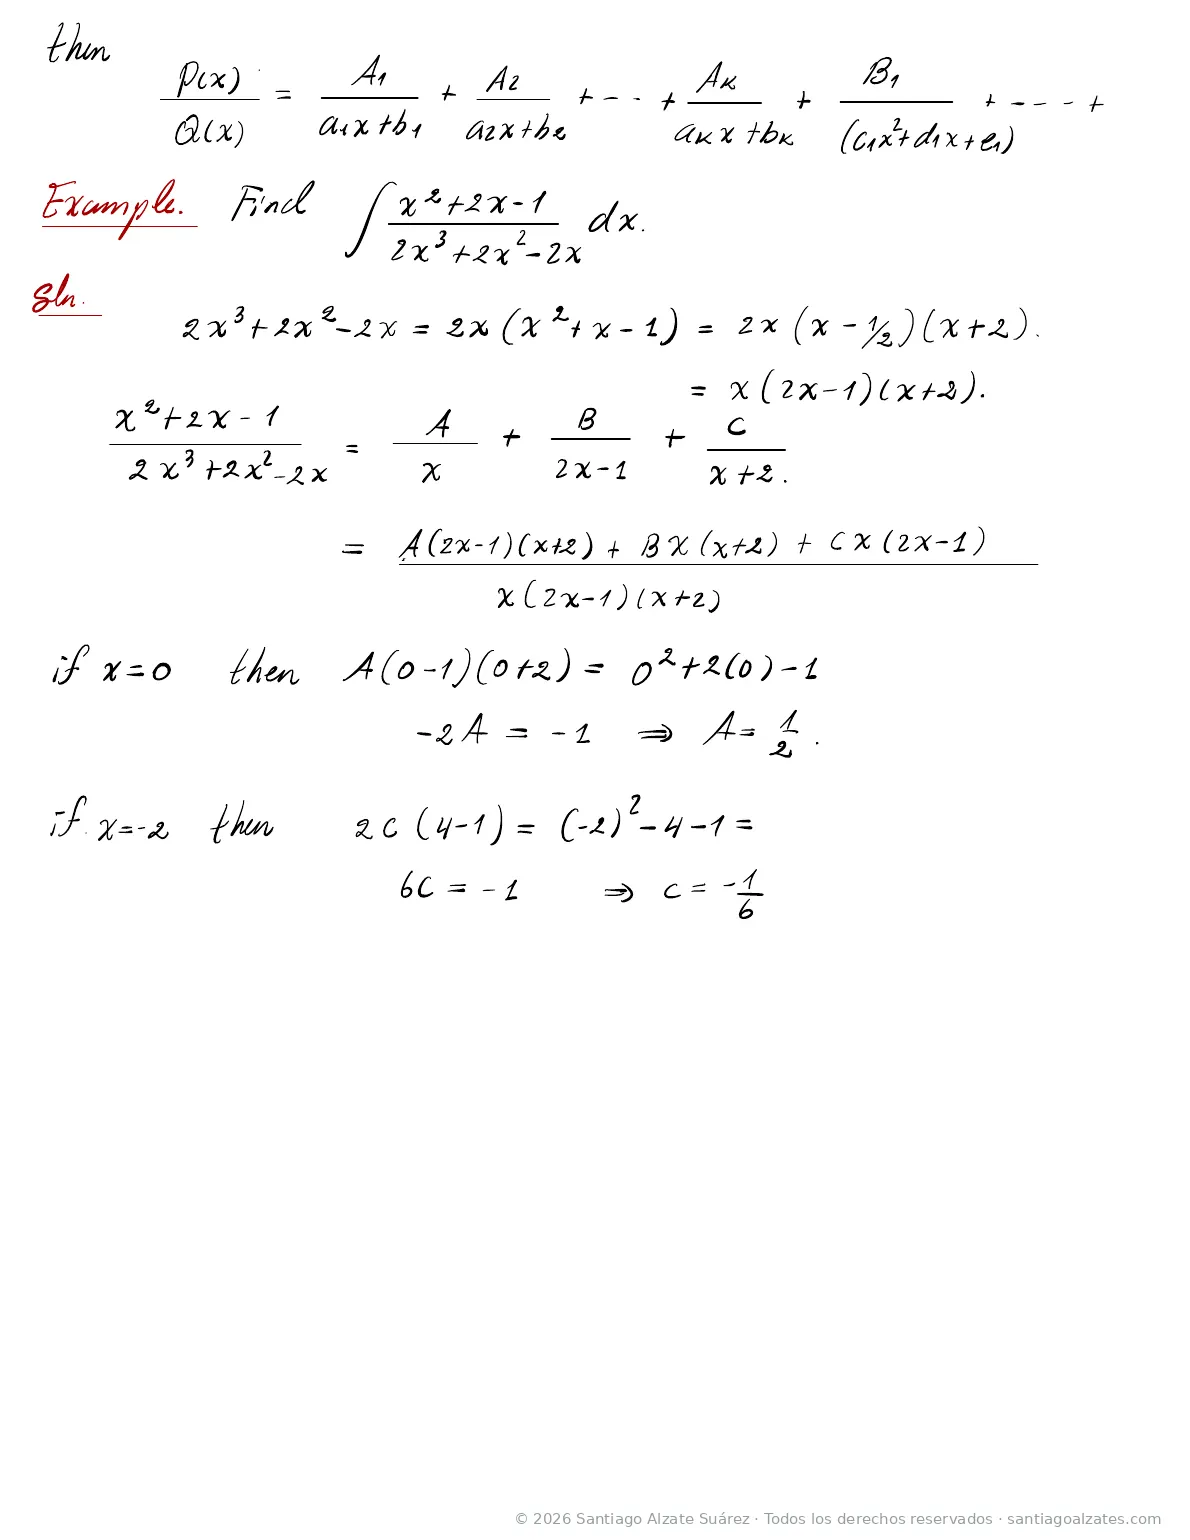 then
P(x)/Q(x) = A₁/(a₁x+b₁) + A₂/(a₂x+b₂) + -- · + Aₖ/(aₖx+bₖ) + B₁/(c₁x²+d₁x+e₁) + - - - +
Example. Find ∫ (x²+2x-1)/(2x³+2x²-2x) dx.
Sln.
2x³+2x²-2x = 2x(x²+x-1) = 2x(x-1/2)(x+2).
= x(2x-1)(x+2).
(x²+2x-1)/(2x³+2x²-2x) = A/x + B/(2x-1) + C/(x+2).
= (A(2x-1)(x+2) + Bx(x+2) + Cx(2x-1))/(x(2x-1)(x+2))
if x=0 then A(0-1)(0+2) = 0²+2(0)-1
-2A = -1 ⇒ A = 1/2.
if x=-2 then 2C(4-1) = (-2)²-4-1 =
6C = -1 ⇒ C = -1/6
© 2026 Santiago Alzate Suárez · Todos los derechos reservados · santiagoalzates.com